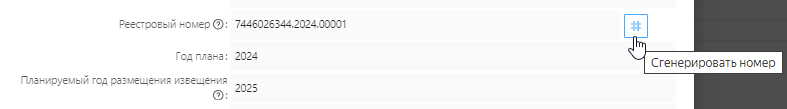 Реестровый номер ?: 7446026344.2024.00001 #
Сгенерировать номер
Год плана: 2024
Планируемый год размещения извещения ?: 2025